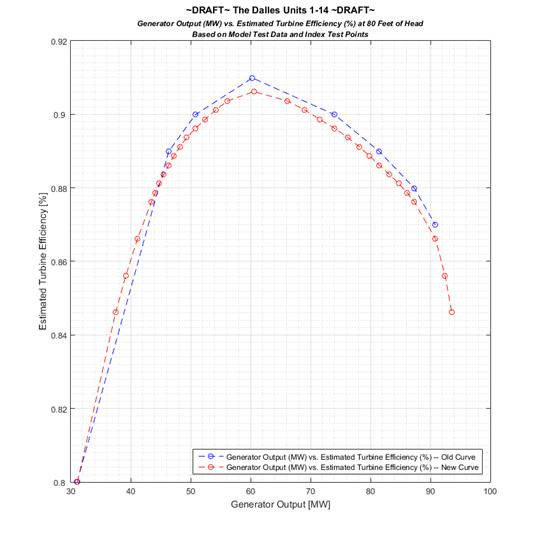 ~DRAFT~ The Dalles Units 1-14 ~DRAFT~
Generator Output (MW) vs. Estimated Turbine Efficiency (%) at 80 Feet of Head
Based on Model Test Data and Index Test Points
0.92
0.9
0.88
0.86
0.84
0.82
0.8
Estimated Turbine Efficiency [%]
Generator Output (MW) vs. Estimated Turbine Efficiency (%) -- Old Curve
Generator Output (MW) vs. Estimated Turbine Efficiency (%) -- New Curve
30 40 50 60 70 80 90 100
Generator Output [MW]